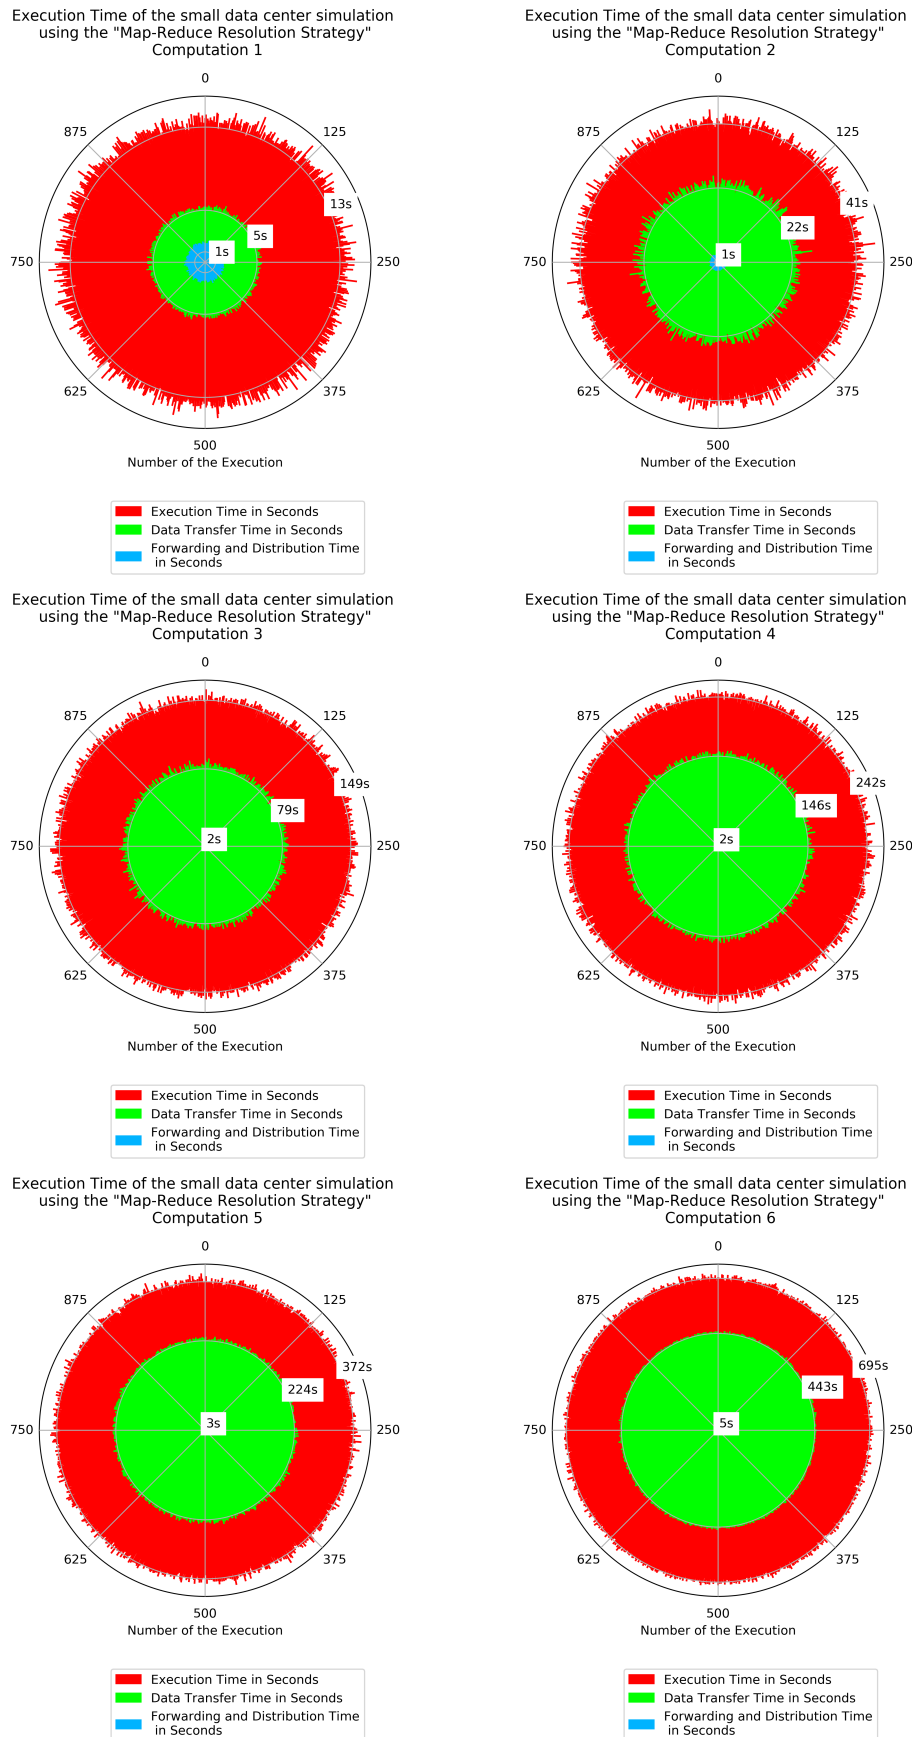 Execution Time of the small data center simulation
using the "Map-Reduce Resolution Strategy"
Computation 1
0
875
125
13s
5s
1s
750
250
625
375
500
Number of the Execution
Execution Time in Seconds
Data Transfer Time in Seconds
Forwarding and Distribution Time
in Seconds
Execution Time of the small data center simulation
using the "Map-Reduce Resolution Strategy"
Computation 2
0
875
125
41s
22s
1s
750
250
625
375
500
Number of the Execution
Execution Time in Seconds
Data Transfer Time in Seconds
Forwarding and Distribution Time
in Seconds
Execution Time of the small data center simulation
using the "Map-Reduce Resolution Strategy"
Computation 3
0
875
125
149s
79s
2s
750
250
625
375
500
Number of the Execution
Execution Time in Seconds
Data Transfer Time in Seconds
Forwarding and Distribution Time
in Seconds
Execution Time of the small data center simulation
using the "Map-Reduce Resolution Strategy"
Computation 4
0
875
125
242s
146s
2s
750
250
625
375
500
Number of the Execution
Execution Time in Seconds
Data Transfer Time in Seconds
Forwarding and Distribution Time
in Seconds
Execution Time of the small data center simulation
using the "Map-Reduce Resolution Strategy"
Computation 5
0
875
125
372s
224s
3s
750
250
625
375
500
Number of the Execution
Execution Time in Seconds
Data Transfer Time in Seconds
Forwarding and Distribution Time
in Seconds
Execution Time of the small data center simulation
using the "Map-Reduce Resolution Strategy"
Computation 6
0
875
125
695s
443s
5s
750
250
625
375
500
Number of the Execution
Execution Time in Seconds
Data Transfer Time in Seconds
Forwarding and Distribution Time
in Seconds